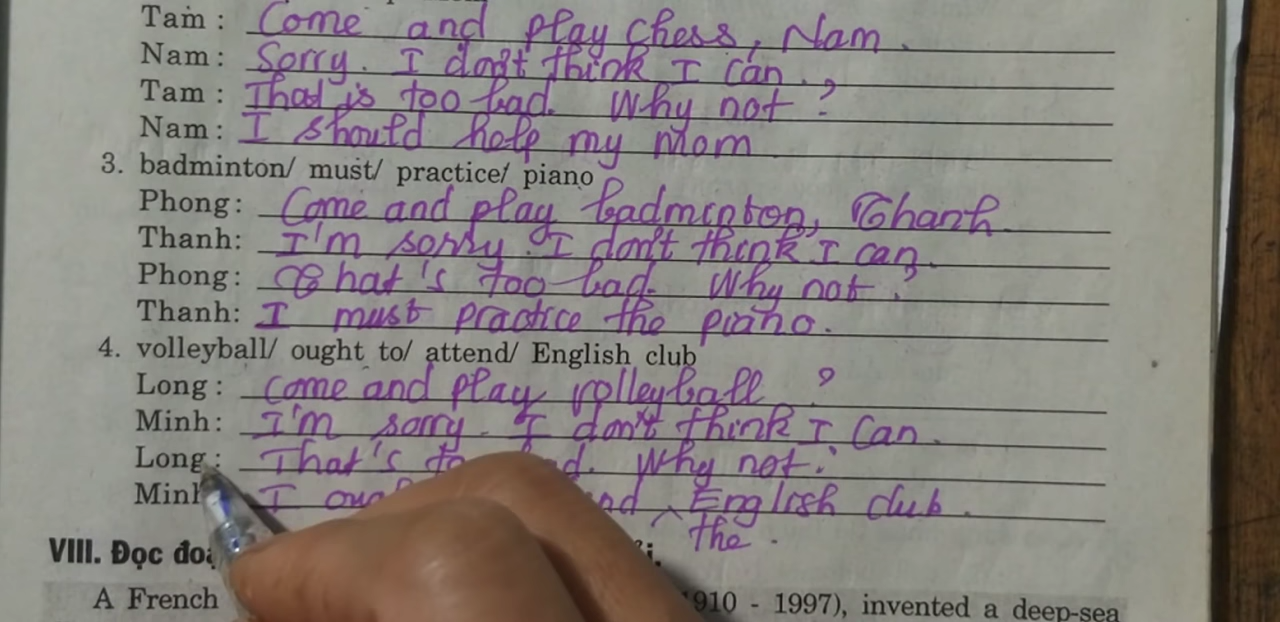 Tam : Come and play chess, Nam.
Nam : Sorry. I don't think I can.
Tam : That is too bad. Why not?
Nam : I should help my mom
3. badminton/ must/ practice/ piano
Phong: Come and play badminton, Thanh.
Thanh: I'm sorry. I don't think I can.
Phong: That's too bad. Why not?
Thanh: I must practice the piano.
4. volleyball/ ought to/ attend/ English club
Long : Come and play volleyball
Minh: I'm sorry. I don't think I can.
Long : That's Why not?
Minh I English club.
the
VIII. Đọc
A French 1910 - 1997), invented a deep-sea